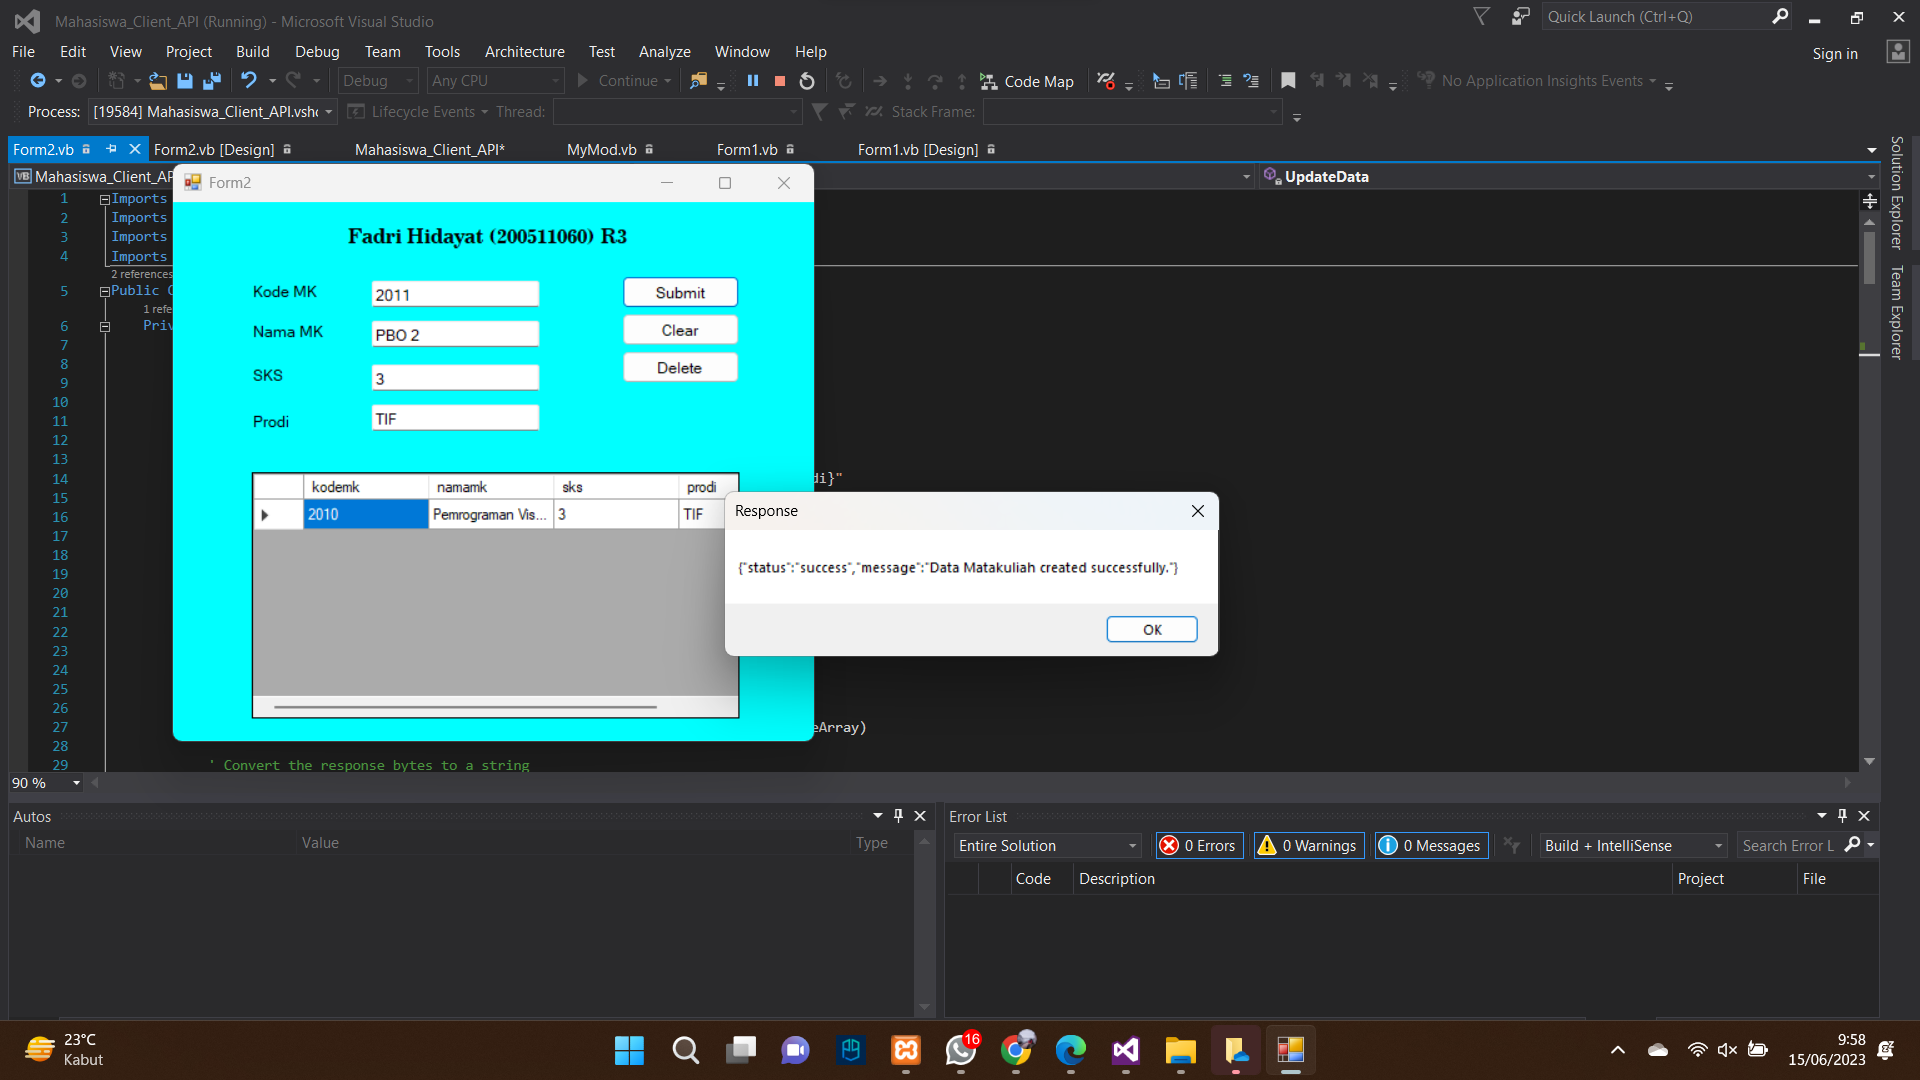 Mahasiswa_Client_API (Running) - Microsoft Visual Studio
Quick Launch (Ctrl+Q)
File Edit View Project Build Debug Team Tools Architecture Test Analyze Window Help
Sign in
Debug Any CPU Continue Code Map No Application Insights Events
Process: [19584] Mahasiswa_Client_API.vshc Lifecycle Events Thread: Stack Frame:
Form2.vb Form2.vb [Design] Mahasiswa_Client_API* MyMod.vb Form1.vb Form1.vb [Design]
VB Mahasiswa_Client_AP UpdateData
Solution Explorer
Team Explorer
1 Imports
2 Imports
3 Imports
4 Imports
2 references
5 Public C
1 refe
6 Priv
7
8
9
10
11
12
13
14 di}"
15
16
17
18
19
20
21
22
23
24
25
26
27 eArray)
28
29 ' Convert the response bytes to a string
90 %
Form2
Fadri Hidayat (200511060) R3
Kode MK 2011 Submit
Nama MK PBO 2 Clear
SKS 3 Delete
Prodi TIF
kodemk namamk sks prodi
2010 Pemrograman Vis... 3 TIF
Response
{"status":"success","message":"Data Matakuliah created successfully."}
OK
Autos
Name Value Type
Error List
Entire Solution 0 Errors 0 Warnings 0 Messages Build + IntelliSense Search Error L
Code Description Project File
23°C
Kabut
16
9:58
15/06/2023